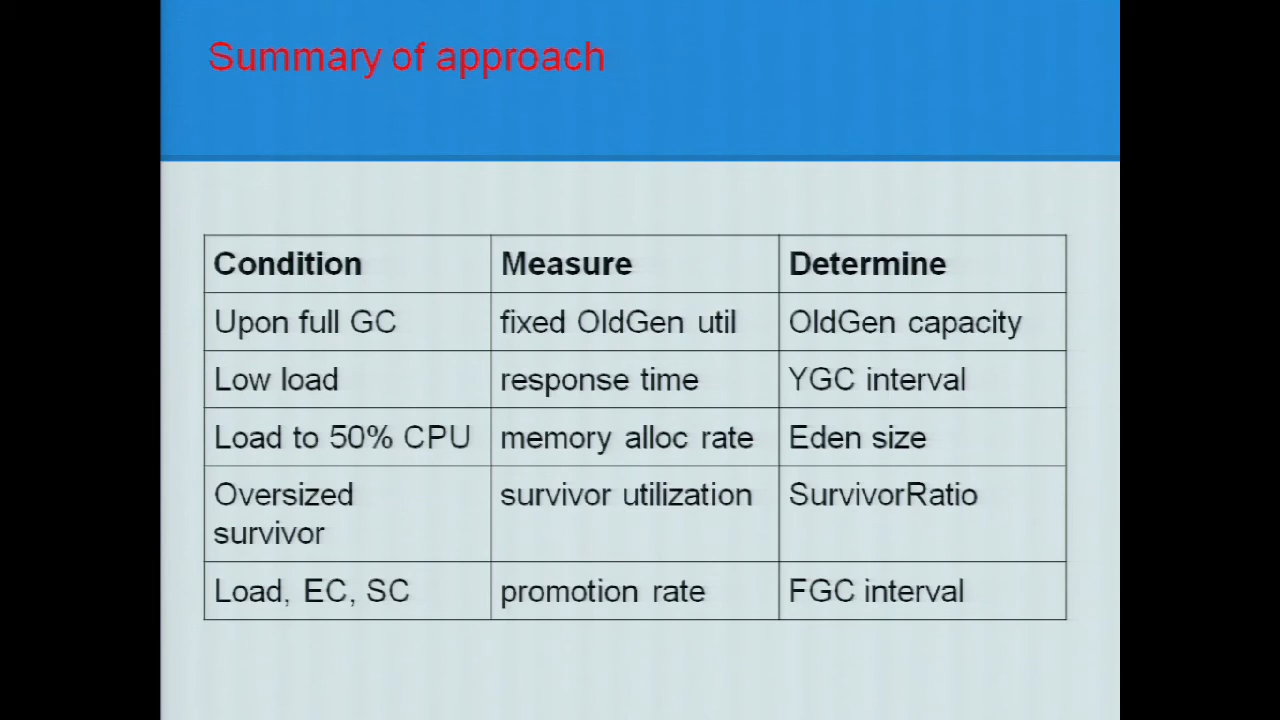 Summary of approach
Condition Measure Determine
Upon full GC fixed OldGen util OldGen capacity
Low load response time YGC interval
Load to 50% CPU memory alloc rate Eden size
Oversized survivor utilization SurvivorRatio
survivor
Load, EC, SC promotion rate FGC interval